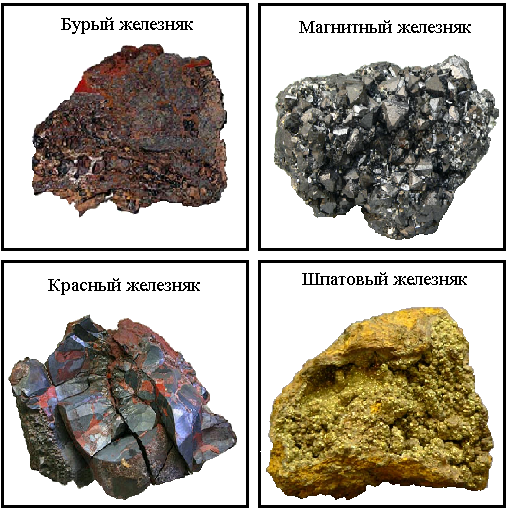 Бурый железняк
Магнитный железняк
Красный железняк
Шпатовый железняк